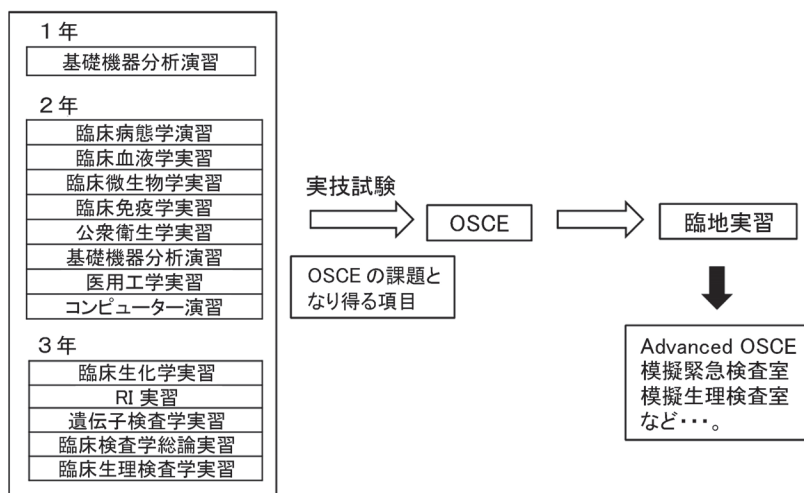 1年
基礎機器分析演習
2年
臨床病態学演習
臨床血液学実習
臨床微生物学実習
臨床免疫学実習
公衆衛生学実習
基礎機器分析演習
医用工学実習
コンピューター演習
3年
臨床生化学実習
RI 実習
遺伝子検査学実習
臨床検査学総論実習
臨床生理検査学実習
実技試験
OSCE の課題と
なり得る項目
OSCE
臨地実習
Advanced OSCE
模擬緊急検査室
模擬生理検査室
など・・・。